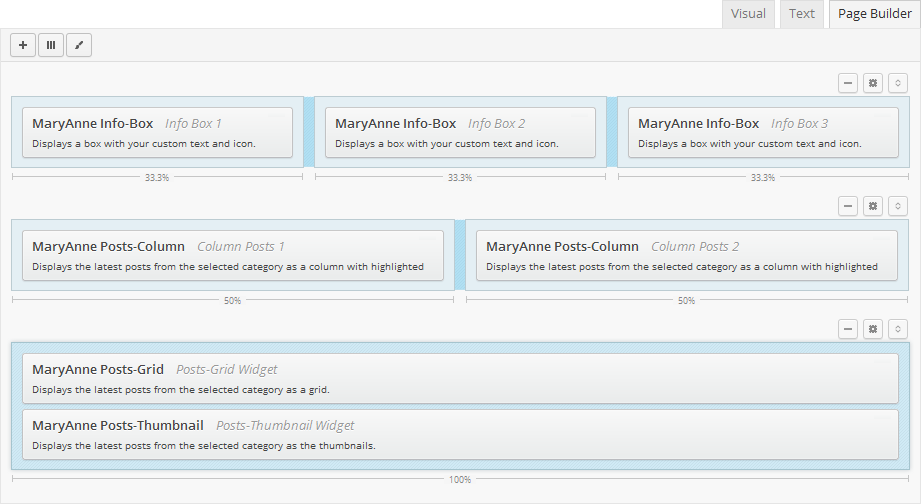 Visual Text Page Builder
MaryAnne Info-Box Info Box 1 MaryAnne Info-Box Info Box 2 MaryAnne Info-Box Info Box 3
Displays a box with your custom text and icon. Displays a box with your custom text and icon. Displays a box with your custom text and icon.
33.3% 33.3% 33.3%
MaryAnne Posts-Column Column Posts 1 MaryAnne Posts-Column Column Posts 2
Displays the latest posts from the selected category as a column with highlighted Displays the latest posts from the selected category as a column with highlighted
50% 50%
MaryAnne Posts-Grid Posts-Grid Widget
Displays the latest posts from the selected category as a grid.
MaryAnne Posts-Thumbnail Posts-Thumbnail Widget
Displays the latest posts from the selected category as the thumbnails.
100%